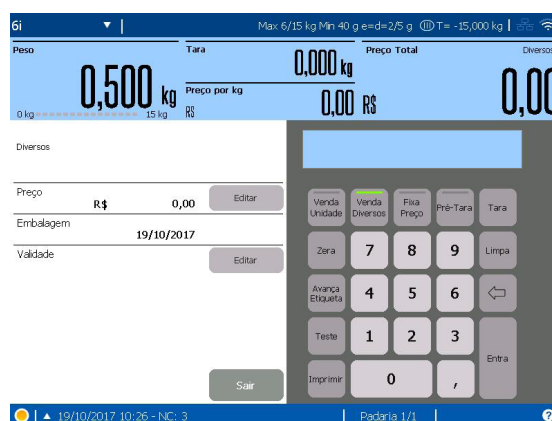 6i
Max 6/15 kg Min 40 g e=d=2/5 g III T= -15,000 kg
Peso
0,500 kg
0 kg 15 kg
Tara
0,000 kg
Preço por kg
R$
0,00 R$
Preço Total
Diversos
0,00
Diversos
Preço
R$ 0,00
Editar
Embalagem
19/10/2017
Validade
Editar
Sair
Venda Unidade
Venda Diversos
Fixa Preço
Pré-Tara
Tara
Zera
7
8
9
Limpa
Avança Etiqueta
4
5
6
Teste
1
2
3
Entra
Imprimir
0
,
19/10/2017 10:26 - NC: 3
Padaria 1/1
?